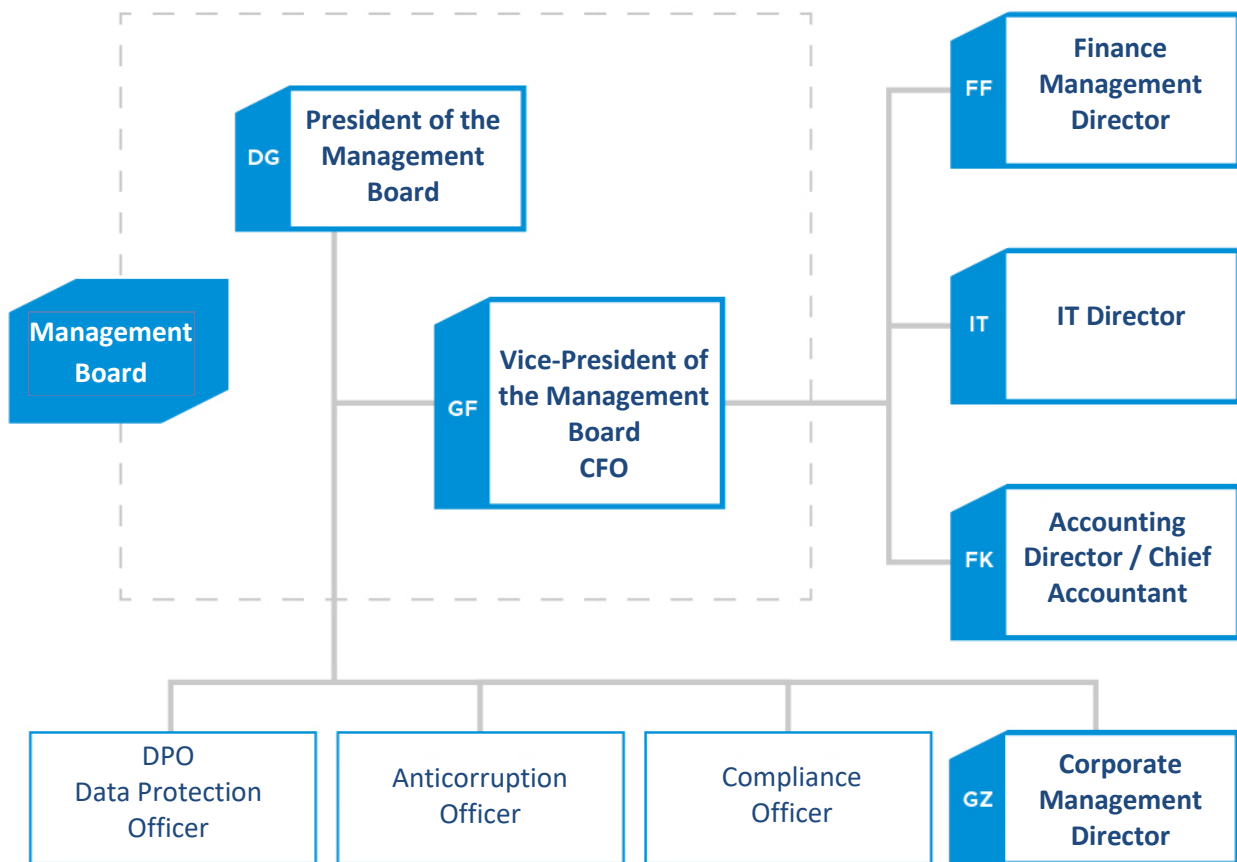 FF
Finance
Management
Director
DG
President of the
Management
Board
Management
Board
GF
Vice-President of
the Management
Board
CFO
IT
IT Director
FK
Accounting
Director / Chief
Accountant
DPO
Data Protection
Officer
Anticorruption
Officer
Compliance
Officer
GZ
Corporate
Management
Director